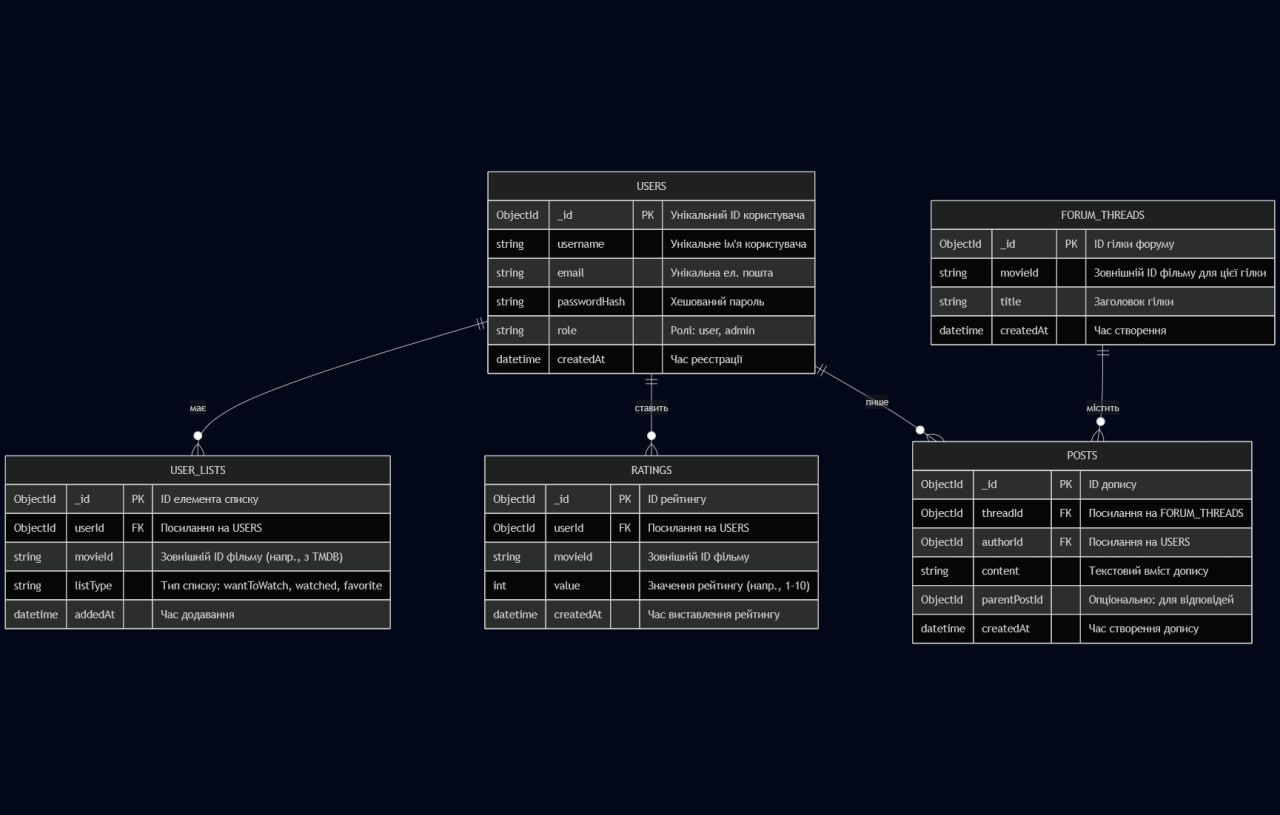 USERS
ObjectId _id PK Унікальний ID користувача
string username Унікальне ім'я користувача
string email Унікальна ел. пошта
string passwordHash Хешований пароль
string role Ролі: user, admin
datetime createdAt Час реєстрації
FORUM_THREADS
ObjectId _id PK ID гілки форуму
string movieId Зовнішній ID фільму для цієї гілки
string title Заголовок гілки
datetime createdAt Час створення
має
ставить
пише
містить
USER_LISTS
ObjectId _id PK ID елемента списку
ObjectId userId FK Посилання на USERS
string movieId Зовнішній ID фільму (напр., з TMDB)
string listType Тип списку: wantToWatch, watched, favorite
datetime addedAt Час додавання
RATINGS
ObjectId _id PK ID рейтингу
ObjectId userId FK Посилання на USERS
string movieId Зовнішній ID фільму
int value Значення рейтингу (напр., 1-10)
datetime createdAt Час виставлення рейтингу
POSTS
ObjectId _id PK ID допису
ObjectId threadId FK Посилання на FORUM_THREADS
ObjectId authorId FK Посилання на USERS
string content Текстовий вміст допису
ObjectId parentPostId Опціонально: для відповідей
datetime createdAt Час створення допису